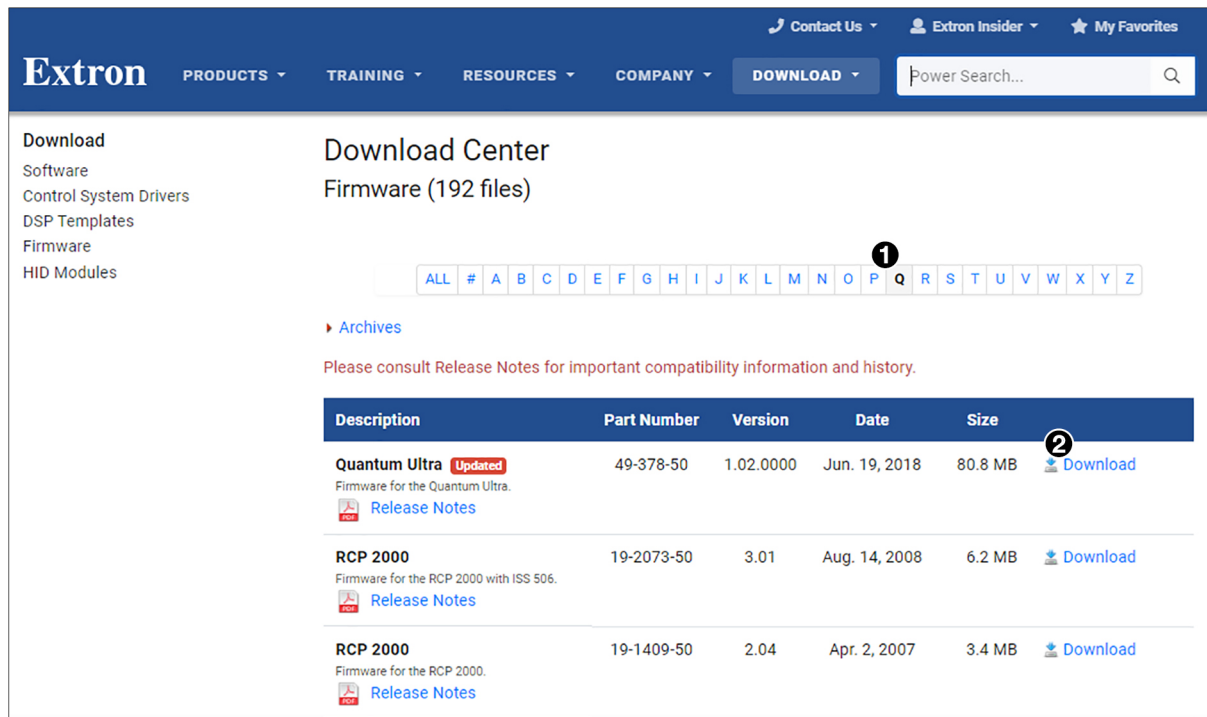 Contact Us Extron Insider My Favorites
Extron PRODUCTS TRAINING RESOURCES COMPANY DOWNLOAD Power Search...
Download
Software
Control System Drivers
DSP Templates
Firmware
HID Modules
Download Center
Firmware (192 files)
1
ALL # A B C D E F G H I J K L M N O P Q R S T U V W X Y Z
Archives
Please consult Release Notes for important compatibility information and history.
Description Part Number Version Date Size
2
Quantum Ultra Updated 49-378-50 1.02.0000 Jun. 19, 2018 80.8 MB Download
Firmware for the Quantum Ultra.
PDF Release Notes
RCP 2000 19-2073-50 3.01 Aug. 14, 2008 6.2 MB Download
Firmware for the RCP 2000 with ISS 506.
PDF Release Notes
RCP 2000 19-1409-50 2.04 Apr. 2, 2007 3.4 MB Download
Firmware for the RCP 2000.
PDF Release Notes